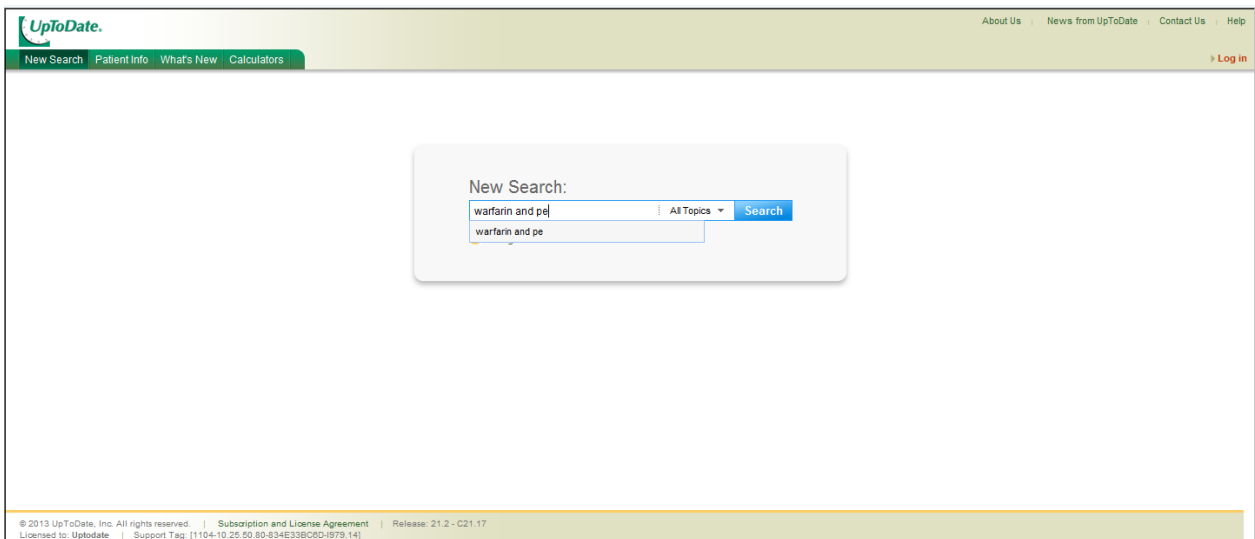 UpToDate®
About Us | News from UpToDate | Contact Us | Help
New Search Patient Info What's New Calculators
Log in
New Search:
warfarin and pe All Topics Search
warfarin and pe
© 2013 UpToDate, Inc. All rights reserved. | Subscription and License Agreement | Release: 21.2 - C21.17
Licensed to: Uptodate | Support Tag: [1104-10.25.50.80-834E33BC6D-I979.14]